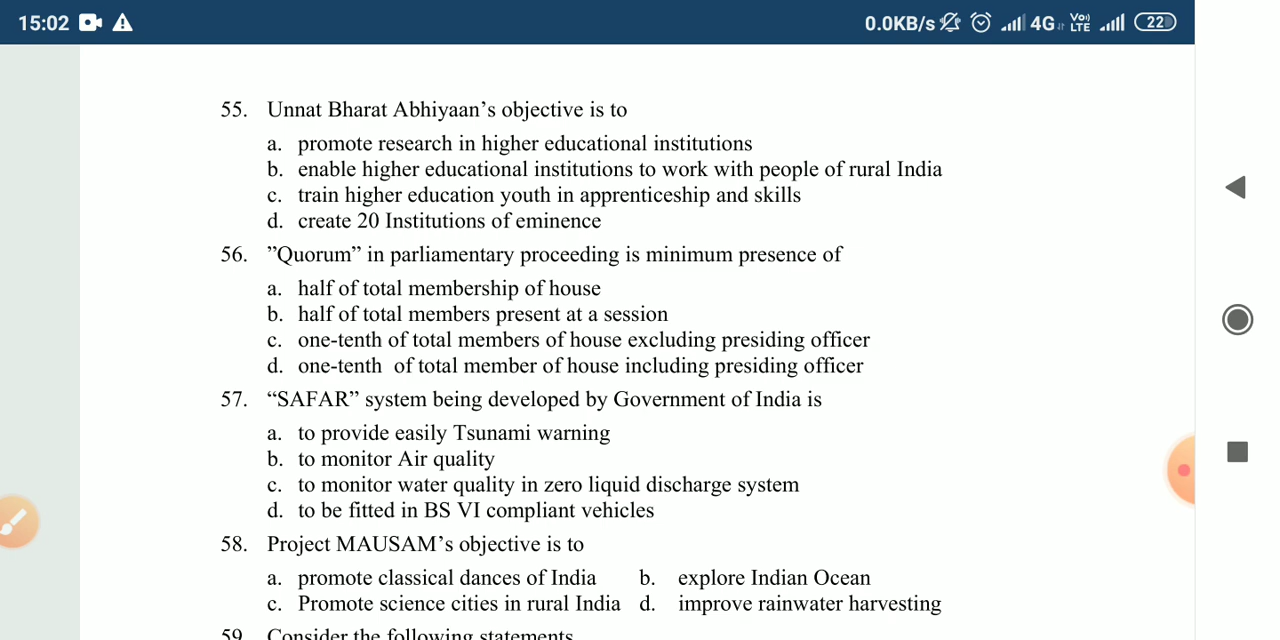 15:02
0.0KB/s 4G Vo) LTE 22
55. Unnat Bharat Abhiyaan’s objective is to
a. promote research in higher educational institutions
b. enable higher educational institutions to work with people of rural India
c. train higher education youth in apprenticeship and skills
d. create 20 Institutions of eminence
56. ”Quorum” in parliamentary proceeding is minimum presence of
a. half of total membership of house
b. half of total members present at a session
c. one-tenth of total members of house excluding presiding officer
d. one-tenth of total member of house including presiding officer
57. “SAFAR” system being developed by Government of India is
a. to provide easily Tsunami warning
b. to monitor Air quality
c. to monitor water quality in zero liquid discharge system
d. to be fitted in BS VI compliant vehicles
58. Project MAUSAM’s objective is to
a. promote classical dances of India b. explore Indian Ocean
c. Promote science cities in rural India d. improve rainwater harvesting
59. Consider the following statements